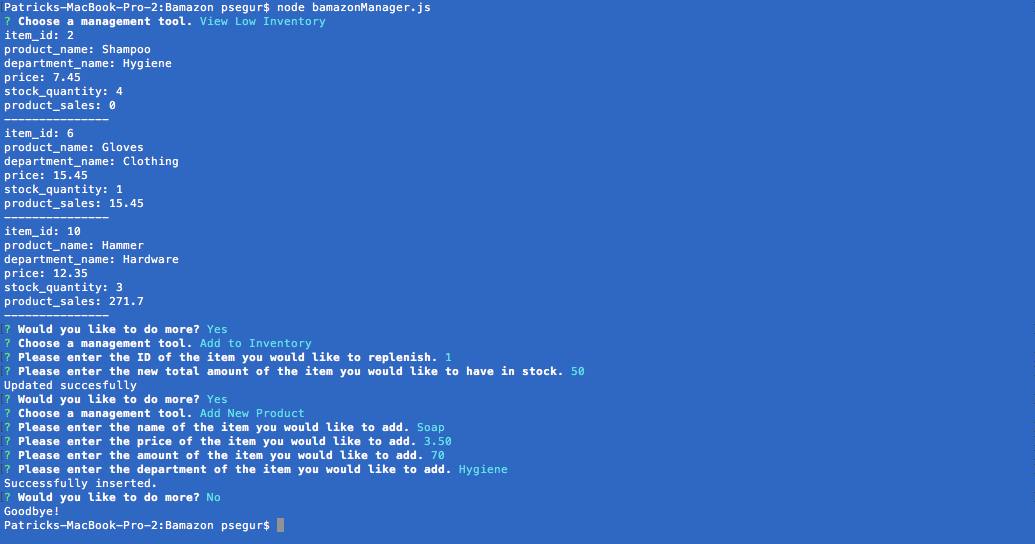 Patricks-MacBook-Pro-2:Bamazon psegur$ node bamazonManager.js
? Choose a management tool. View Low Inventory
item_id: 2
product_name: Shampoo
department_name: Hygiene
price: 7.45
stock_quantity: 4
product_sales: 0
---------------
item_id: 6
product_name: Gloves
department_name: Clothing
price: 15.45
stock_quantity: 1
product_sales: 15.45
---------------
item_id: 10
product_name: Hammer
department_name: Hardware
price: 12.35
stock_quantity: 3
product_sales: 271.7
---------------
? Would you like to do more? Yes
? Choose a management tool. Add to Inventory
? Please enter the ID of the item you would like to replenish. 1
? Please enter the new total amount of the item you would like to have in stock. 50
Updated succesfully
? Would you like to do more? Yes
? Choose a management tool. Add New Product
? Please enter the name of the item you would like to add. Soap
? Please enter the price of the item you would like to add. 3.50
? Please enter the amount of the item you would like to add. 70
? Please enter the department of the item you would like to add. Hygiene
Successfully inserted.
? Would you like to do more? No
Goodbye!
Patricks-MacBook-Pro-2:Bamazon psegur$